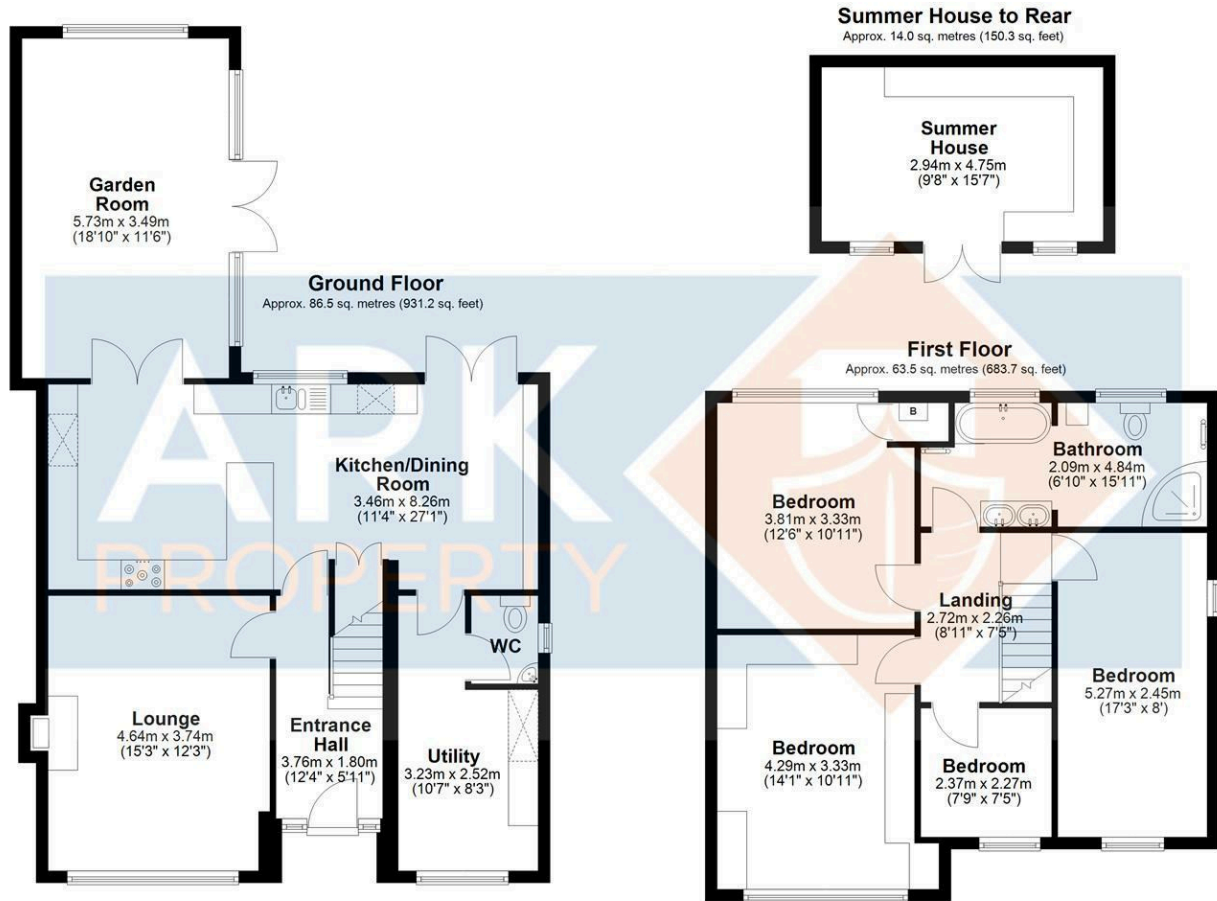 Summer House to Rear
Approx. 14.0 sq. metres (150.3 sq. feet)
Summer
House
2.94m x 4.75m
(9'8" x 15'7")
Garden
Room
5.73m x 3.49m
(18'10" x 11'6")
Ground Floor
Approx. 86.5 sq. metres (931.2 sq. feet)
Kitchen/Dining
Room
3.46m x 8.26m
(11'4" x 27'1")
WC
Lounge
4.64m x 3.74m
(15'3" x 12'3")
Entrance
Hall
3.76m x 1.80m
(12'4" x 5'11")
Utility
3.23m x 2.52m
(10'7" x 8'3")
First Floor
Approx. 63.5 sq. metres (683.7 sq. feet)
B
Bathroom
2.09m x 4.84m
(6'10" x 15'11")
Bedroom
3.81m x 3.33m
(12'6" x 10'11")
Landing
2.72m x 2.26m
(8'11" x 7'5")
Bedroom
5.27m x 2.45m
(17'3" x 8')
Bedroom
4.29m x 3.33m
(14'1" x 10'11")
Bedroom
2.37m x 2.27m
(7'9" x 7'5")
APK
PROPERTY